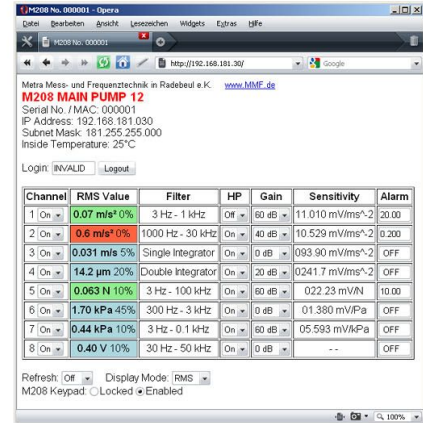 M208 No. 000001 - Opera
Datei Bearbeiten Ansicht Lesezeichen Widgets Extras Hilfe
M208 No. 000001
http://192.168.181.30/ Google
Metra Mess- und Frequenztechnik in Radebeul e.K. www.MMF.de
M208 MAIN PUMP 12
Serial No. / MAC: 000001
IP Address: 192.168.181.030
Subnet Mask: 181.255.255.000
Inside Temperature: 25°C
Login: INVALID Logout
Channel RMS Value Filter HP Gain Sensitivity Alarm
1 On 0.07 m/s² 0% 3 Hz - 1 kHz Off 60 dB 11.010 mV/ms^-2 20.00
2 On 0.6 m/s² 0% 1000 Hz - 30 kHz On 40 dB 10.529 mV/ms^-2 0.200
3 On 0.031 m/s 5% Single Integrator On 0 dB 093.90 mV/ms^-2 OFF
4 On 14.2 µm 20% Double Integrator On 20 dB 0241.7 mV/ms^-2 OFF
5 On 0.063 N 10% 3 Hz - 100 kHz On 60 dB 022.23 mV/N 10.00
6 On 1.70 kPa 45% 300 Hz - 3 kHz On 0 dB 01.380 mV/Pa OFF
7 On 0.44 kPa 10% 3 Hz - 0.1 kHz On 60 dB 05.593 mV/kPa OFF
8 On 0.40 V 10% 30 Hz - 50 kHz On 0 dB - - OFF
Refresh: Off Display Mode: RMS
M208 Keypad: Locked Enabled
100%